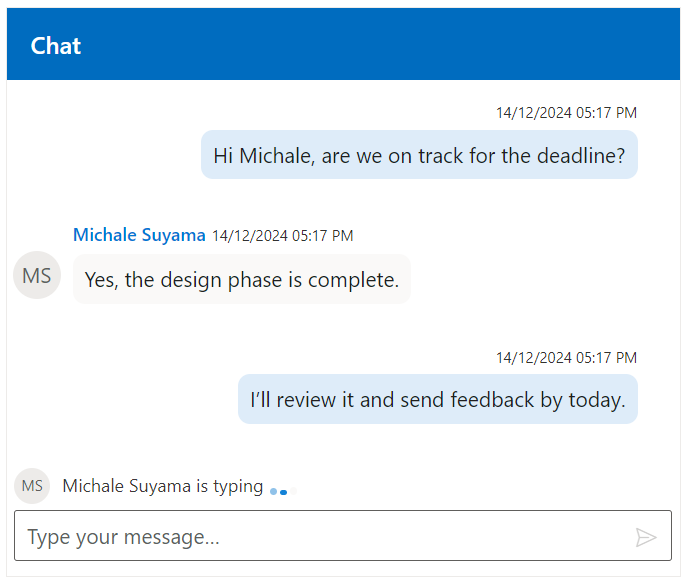 Chat
14/12/2024 05:17 PM
Hi Michale, are we on track for the deadline?
Michale Suyama 14/12/2024 05:17 PM
MS
Yes, the design phase is complete.
14/12/2024 05:17 PM
I’ll review it and send feedback by today.
MS Michale Suyama is typing
Type your message...